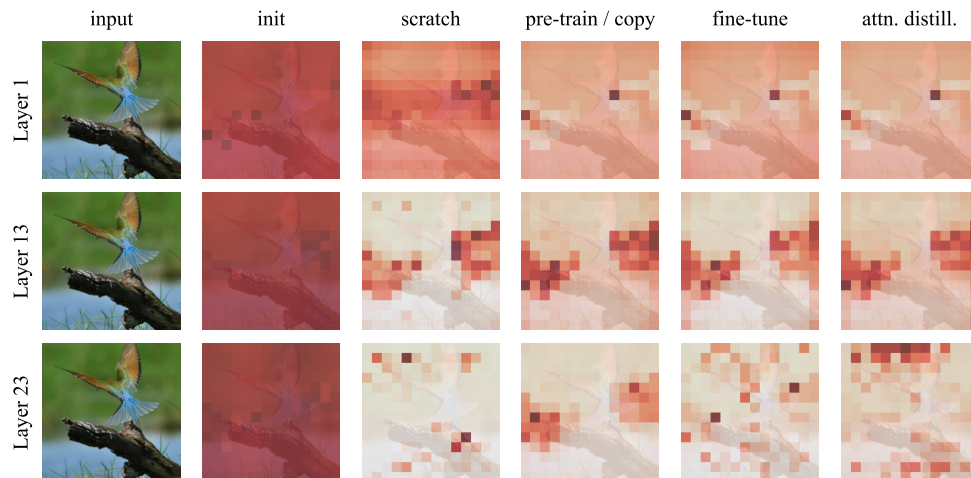 input init scratch pre-train / copy fine-tune attn. distill.
Layer 1
Layer 13
Layer 23